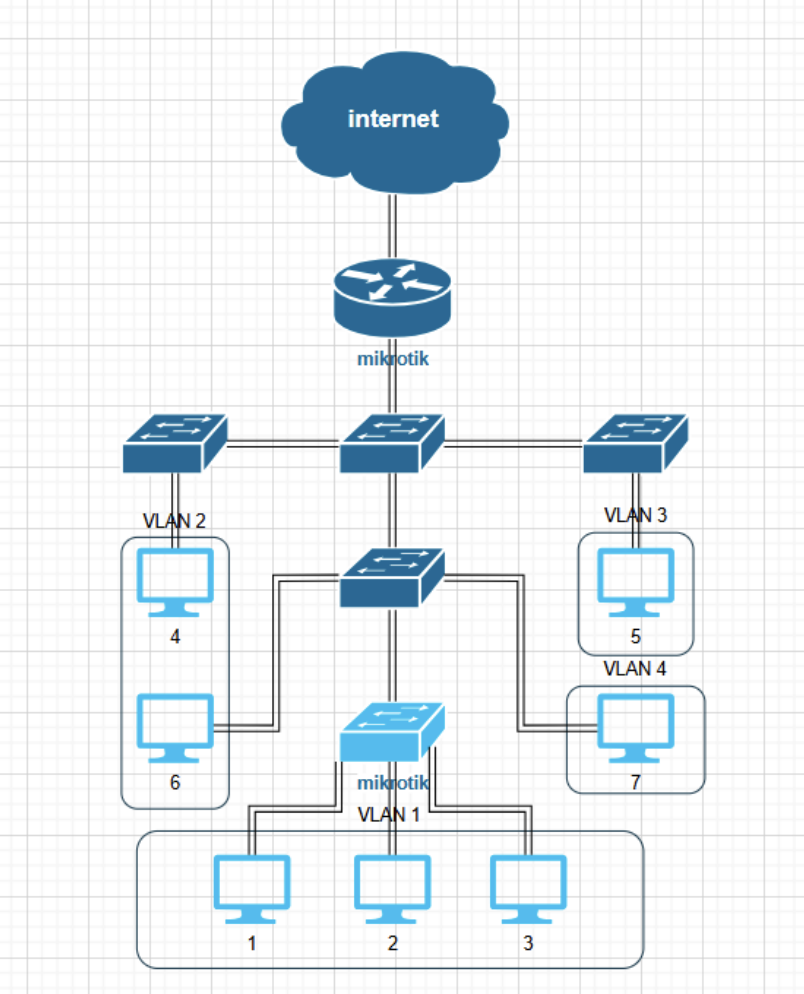 internet
mikrotik
VLAN 2
VLAN 3
4
5
VLAN 4
6
7
mikrotik
VLAN 1
1
2
3